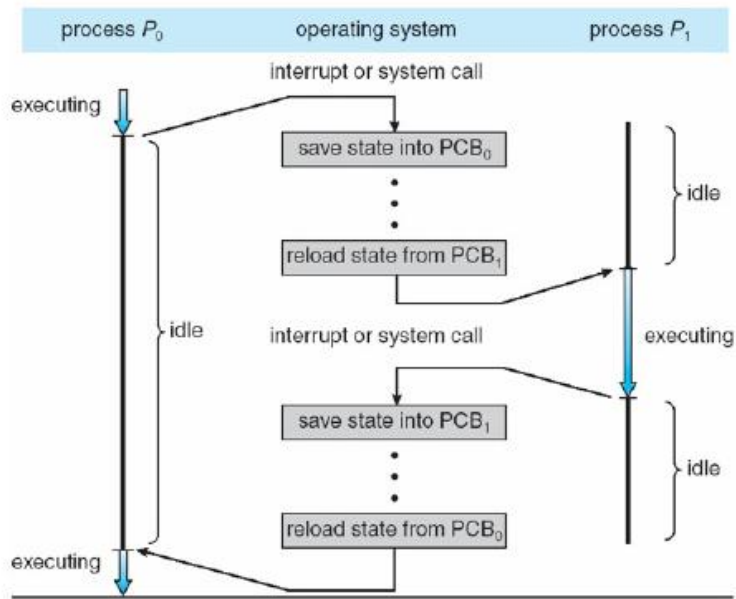 process P₀ operating system process P₁
interrupt or system call
executing
save state into PCB₀
idle
reload state from PCB₁
idle
interrupt or system call
executing
save state into PCB₁
idle
reload state from PCB₀
executing